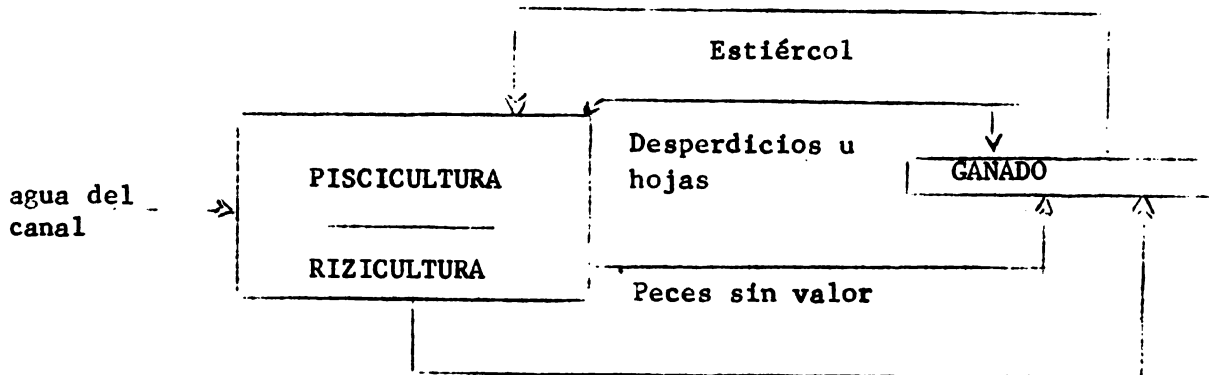 Estiércol
Desperdicios u
hojas
GANADO
PISCICULTURA
agua del
canal
RIZICULTURA
Peces sin valor